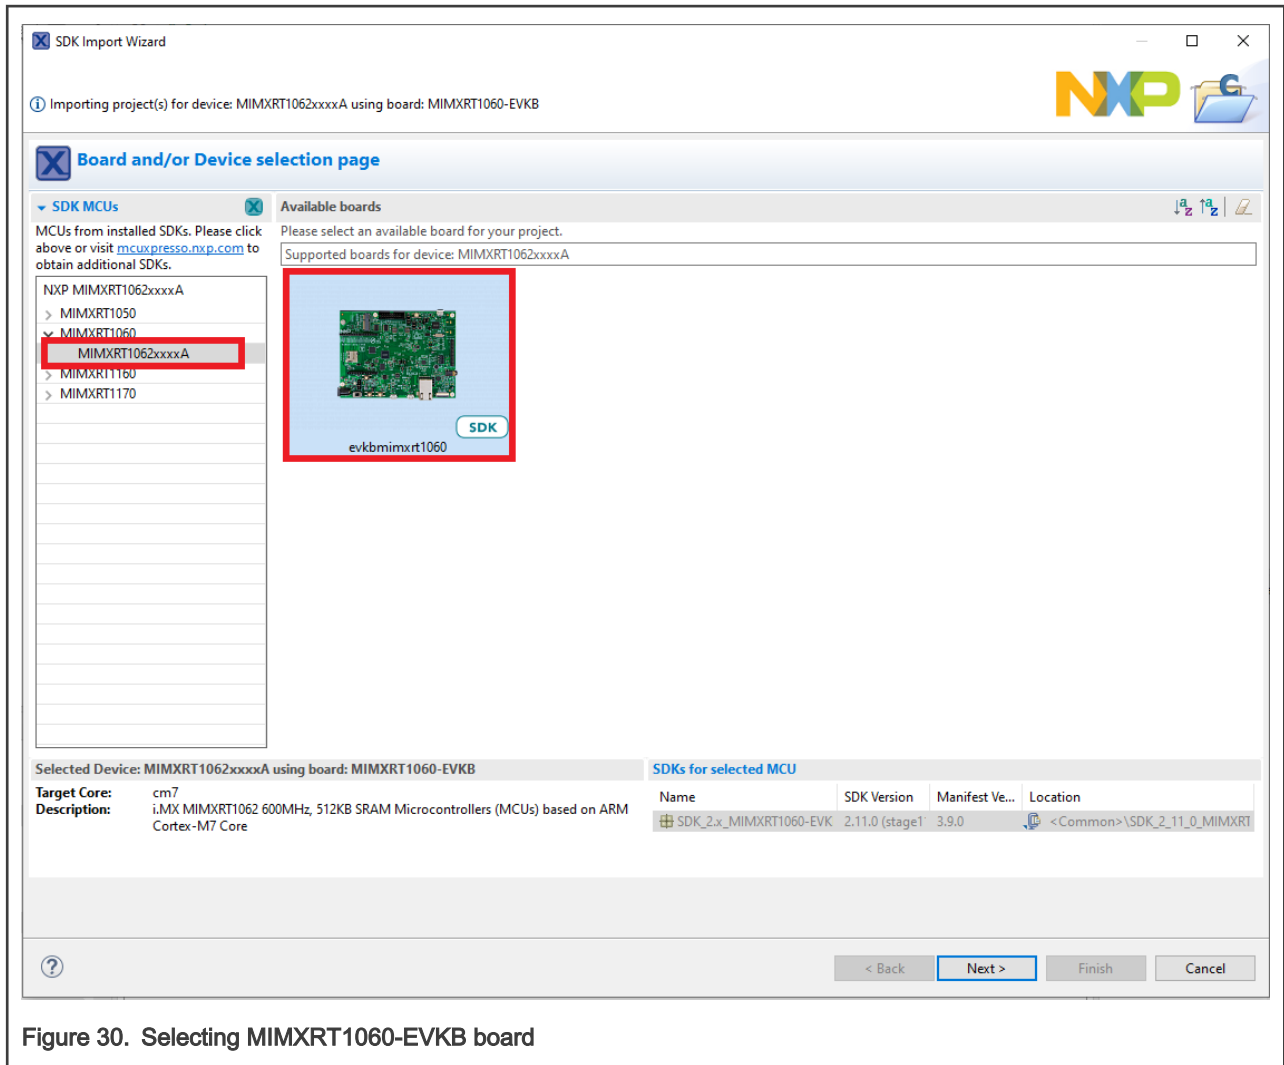 SDK Import Wizard
Importing project(s) for device: MIMXRT1062xxxxA using board: MIMXRT1060-EVKB
NXP
C
Board and/or Device selection page
SDK MCUs
MCUs from installed SDKs. Please click
above or visit mcuxpresso.nxp.com to
obtain additional SDKs.
NXP MIMXRT1062xxxxA
MIMXRT1050
MIMXRT1060
MIMXRT1062xxxxA
MIMXRT1160
MIMXRT1170
Available boards
Please select an available board for your project.
Supported boards for device: MIMXRT1062xxxxA
SDK
evkbmimxrt1060
Selected Device: MIMXRT1062xxxxA using board: MIMXRT1060-EVKB
Target Core: cm7
Description: i.MX MIMXRT1062 600MHz, 512KB SRAM Microcontrollers (MCUs) based on ARM
Cortex-M7 Core
SDKs for selected MCU
Name SDK Version Manifest Ve... Location
SDK_2.x_MIMXRT1060-EVK 2.11.0 (stage1 3.9.0 <Common>\SDK_2_11_0_MIMXRT
< Back Next > Finish Cancel
Figure 30. Selecting MIMXRT1060-EVKB board